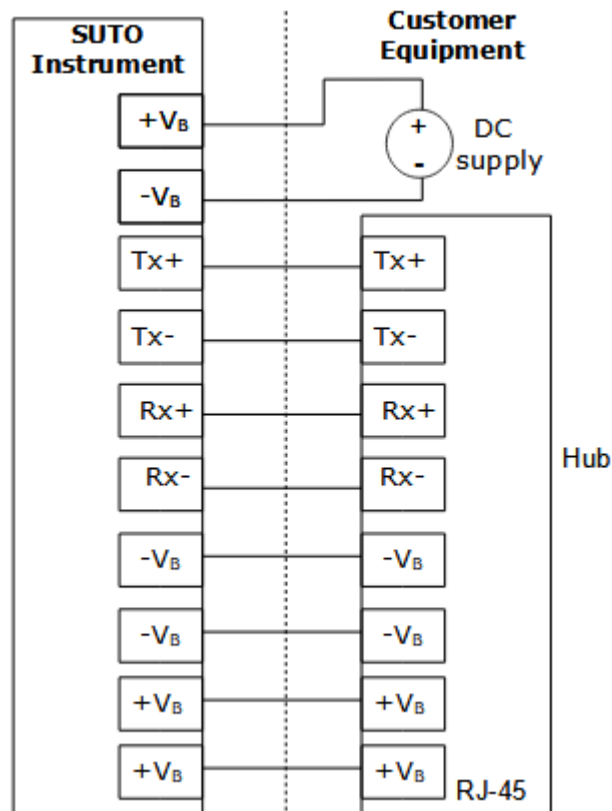 SUTO
Instrument
Customer
Equipment
+VB
+
-
DC
supply
-VB
Tx+
Tx+
Tx-
Tx-
Rx+
Rx+
Rx-
Rx-
Hub
-VB
-VB
-VB
-VB
+VB
+VB
+VB
+VB
RJ-45